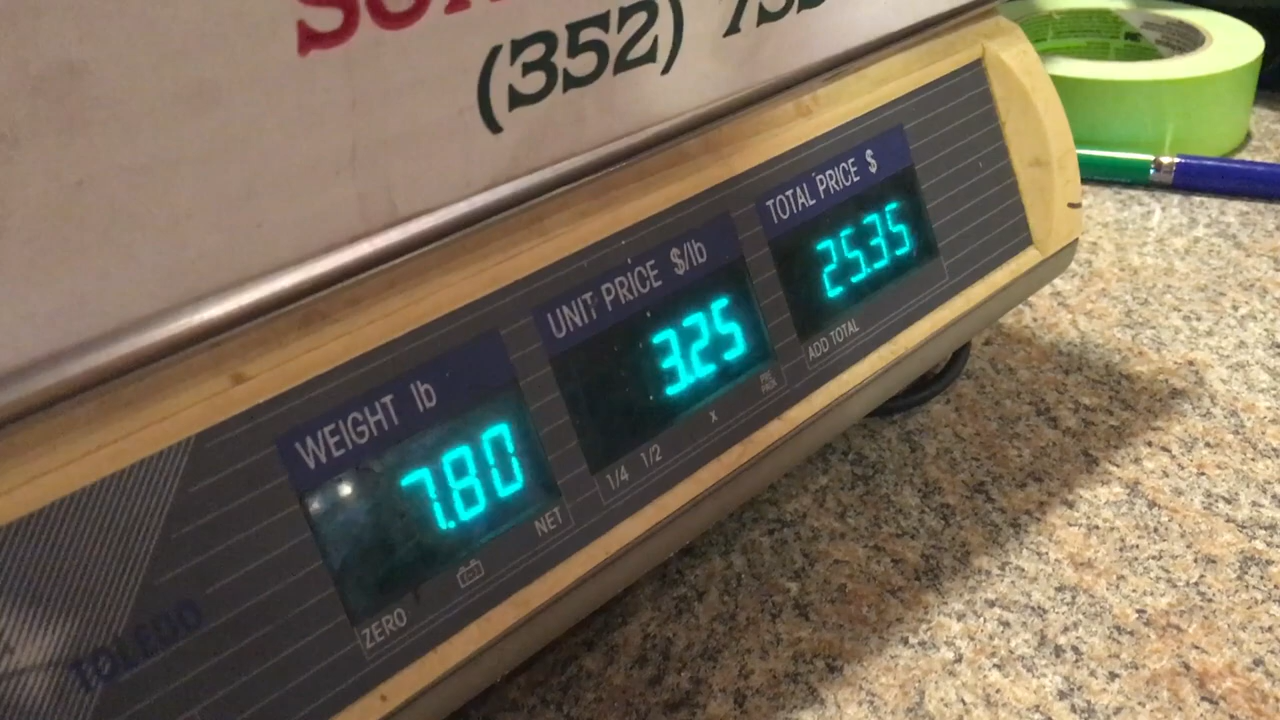 (352)
WEIGHT lb
7.80
ZERO
NET
UNIT PRICE $/lb
3.25
1/4 1/2
X
TOTAL PRICE $
25.35
ADD TOTAL
TOLEDO